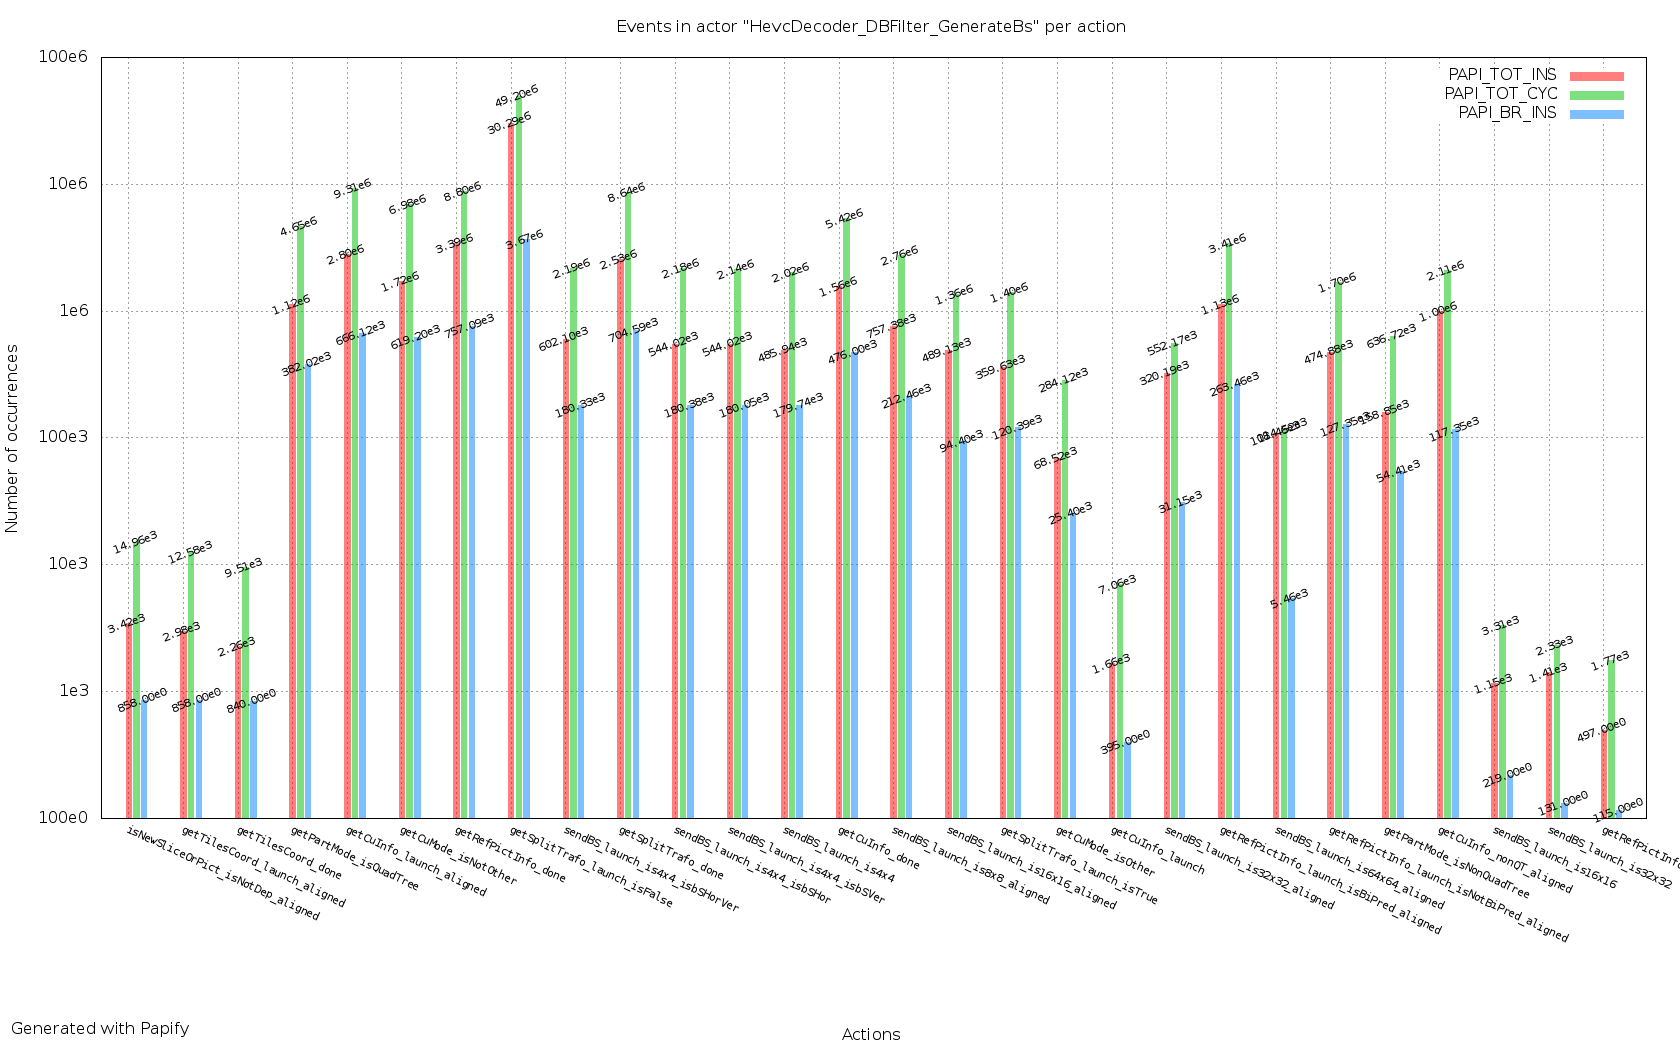 Events in actor "HevcDecoder_DBFilter_GenerateBs" per action
PAPI_TOT_INS
PAPI_TOT_CYC
PAPI_BR_INS
Number of occurrences
100e6
10e6
1e6
100e3
10e3
1e3
100e0
3.42e3
14.96e3
858.00e0
2.98e3
12.58e3
858.00e0
2.26e3
9.51e3
840.00e0
1.12e6
4.65e6
382.02e3
2.80e6
9.31e6
666.12e3
1.72e6
6.98e6
619.20e3
3.39e6
8.80e6
757.09e3
30.29e6
49.20e6
3.67e6
602.10e3
2.19e6
180.33e3
2.53e6
8.64e6
704.59e3
544.02e3
2.18e6
180.38e3
544.02e3
2.14e6
180.05e3
485.94e3
2.02e6
179.74e3
1.56e6
5.42e6
476.00e3
757.38e3
2.76e6
212.46e3
489.13e3
1.36e6
94.40e3
359.63e3
1.40e6
120.39e3
68.52e3
284.12e3
25.40e3
1.66e3
7.06e3
395.00e0
320.19e3
552.17e3
31.15e3
1.13e6
3.41e6
263.46e3
5.46e3
474.88e3
1.70e6
127.35e3
158.85e3
636.72e3
54.41e3
1.00e6
2.11e6
117.35e3
1.15e3
3.31e3
219.00e0
1.41e3
2.33e3
131.00e0
497.00e0
1.77e3
115.00e0
isNewSliceOrPict_isNotDep_aligned
getTilesCoord_launch_aligned
getTilesCoord_done
getPartMode_isQuadTree
getCuInfo_launch_aligned
getCuMode_isNotOther
getRefPictInfo_done
getSplitTrafo_launch_isFalse
sendBS_launch_is4x4_isbSHorVer
getSplitTrafo_done
sendBS_launch_is4x4_isbSHor
sendBS_launch_is4x4_isbSVer
sendBS_launch_is4x4
getCuInfo_done
sendBS_launch_is8x8_aligned
sendBS_launch_is16x16_aligned
getSplitTrafo_launch_isTrue
getCuMode_isOther
getCuInfo_launch
sendBS_launch_is32x32_aligned
getRefPictInfo_launch_isBiPred_aligned
sendBS_launch_is64x64_aligned
getRefPictInfo_launch_isNotBiPred_aligned
getPartMode_isNonQuadTree
getCuInfo_nonQT_aligned
sendBS_launch_is16x16
sendBS_launch_is32x32
getRefPictInfo
Actions
Generated with Papify